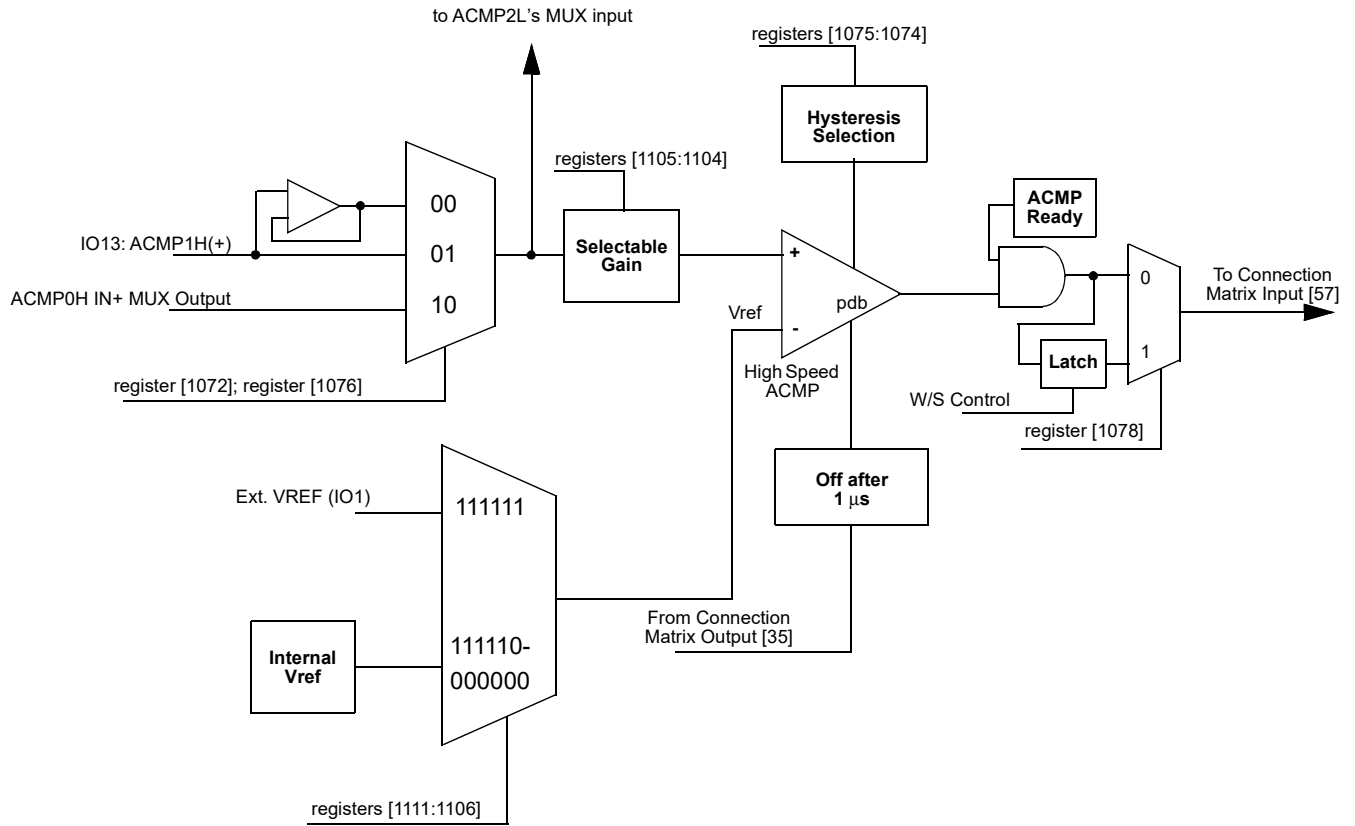 to ACMP2L's MUX input
registers [1075:1074]
Hysteresis
Selection
registers [1105:1104]
ACMP
Ready
00
IO13: ACMP1H(+)
01
Selectable
Gain
+
ACMP0H IN+ MUX Output
10
pdb
0
To Connection
Matrix Input [57]
Vref
-
High Speed
ACMP
1
Latch
register [1072]; register [1076]
W/S Control
register [1078]
Off after
1 μs
Ext. VREF (IO1)
111111
From Connection
Matrix Output [35]
Internal
Vref
111110-
000000
registers [1111:1106]